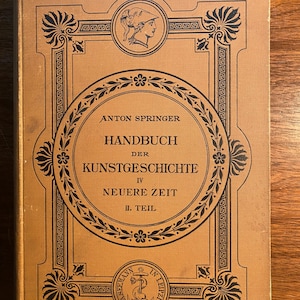 ANTON SPRINGER
HANDBUCH
DER
KUNSTGESCHICHTE
IV
NEUERE ZEIT
II. TEIL